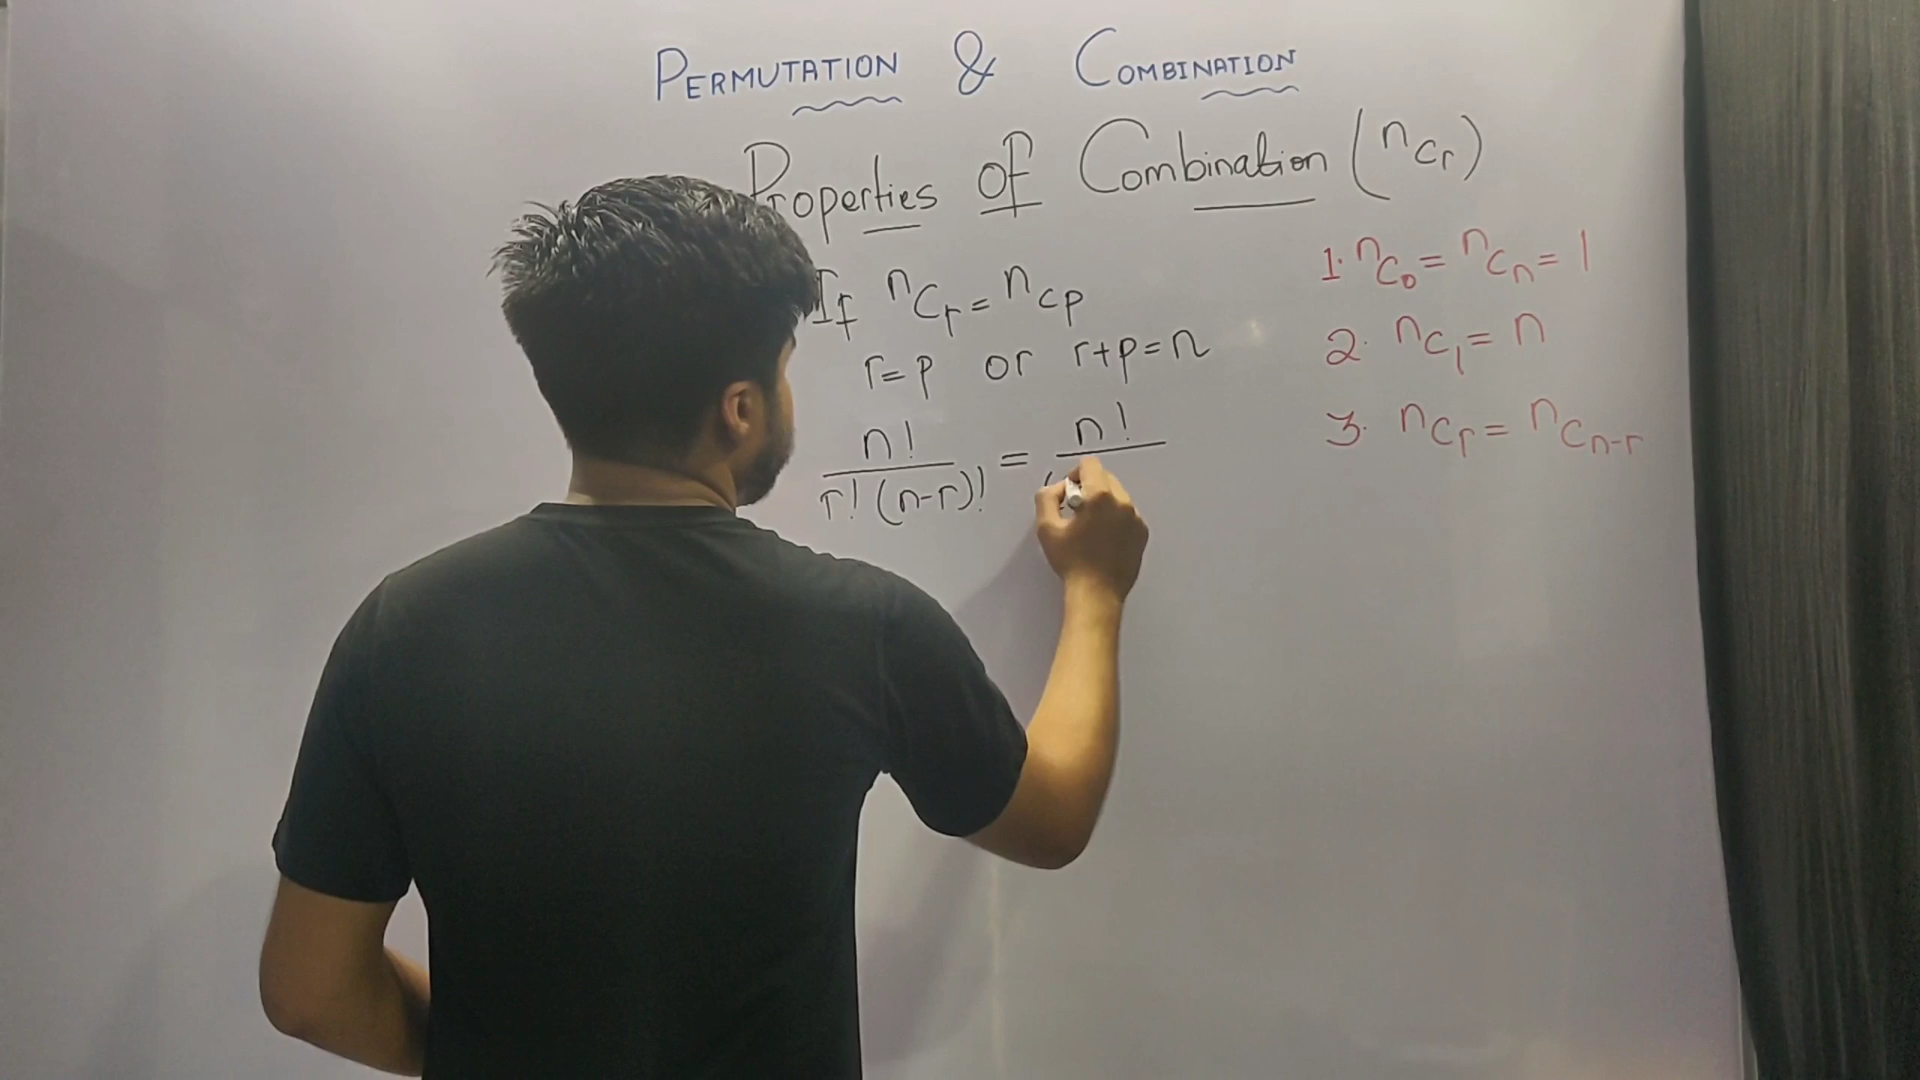 PERMUTATION & COMBINATION
Properties of Combination (ⁿCr)
If ⁿCr = ⁿCp
r=p or r+p=n
n! / r! (n-r)! = n! / (
1. ⁿC₀ = ⁿCₙ = 1
2. ⁿC₁ = n
3. ⁿCr = ⁿCn-r